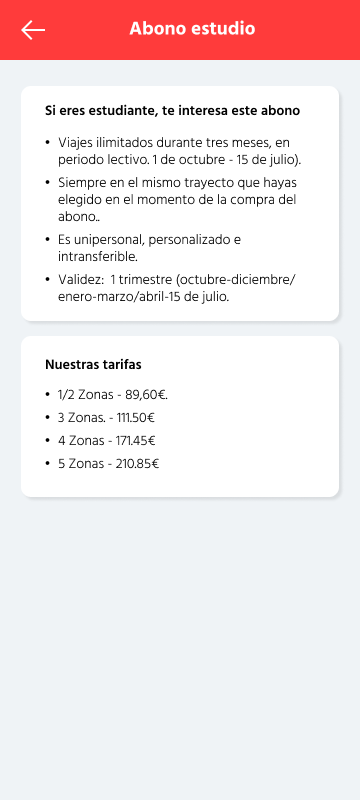 Abono estudio
Si eres estudiante, te interesa este abono
• Viajes ilimitados durante tres meses, en
periodo lectivo. 1 de octubre - 15 de julio).
• Siempre en el mismo trayecto que hayas
elegido en el momento de la compra del
abono..
• Es unipersonal, personalizado e
intransferible.
• Validez:  1 trimestre (octubre-diciembre/
enero-marzo/abril-15 de julio.
Nuestras tarifas
• 1/2 Zonas - 89,60€.
• 3 Zonas. - 111.50€
• 4 Zonas - 171.45€
• 5 Zonas - 210.85€